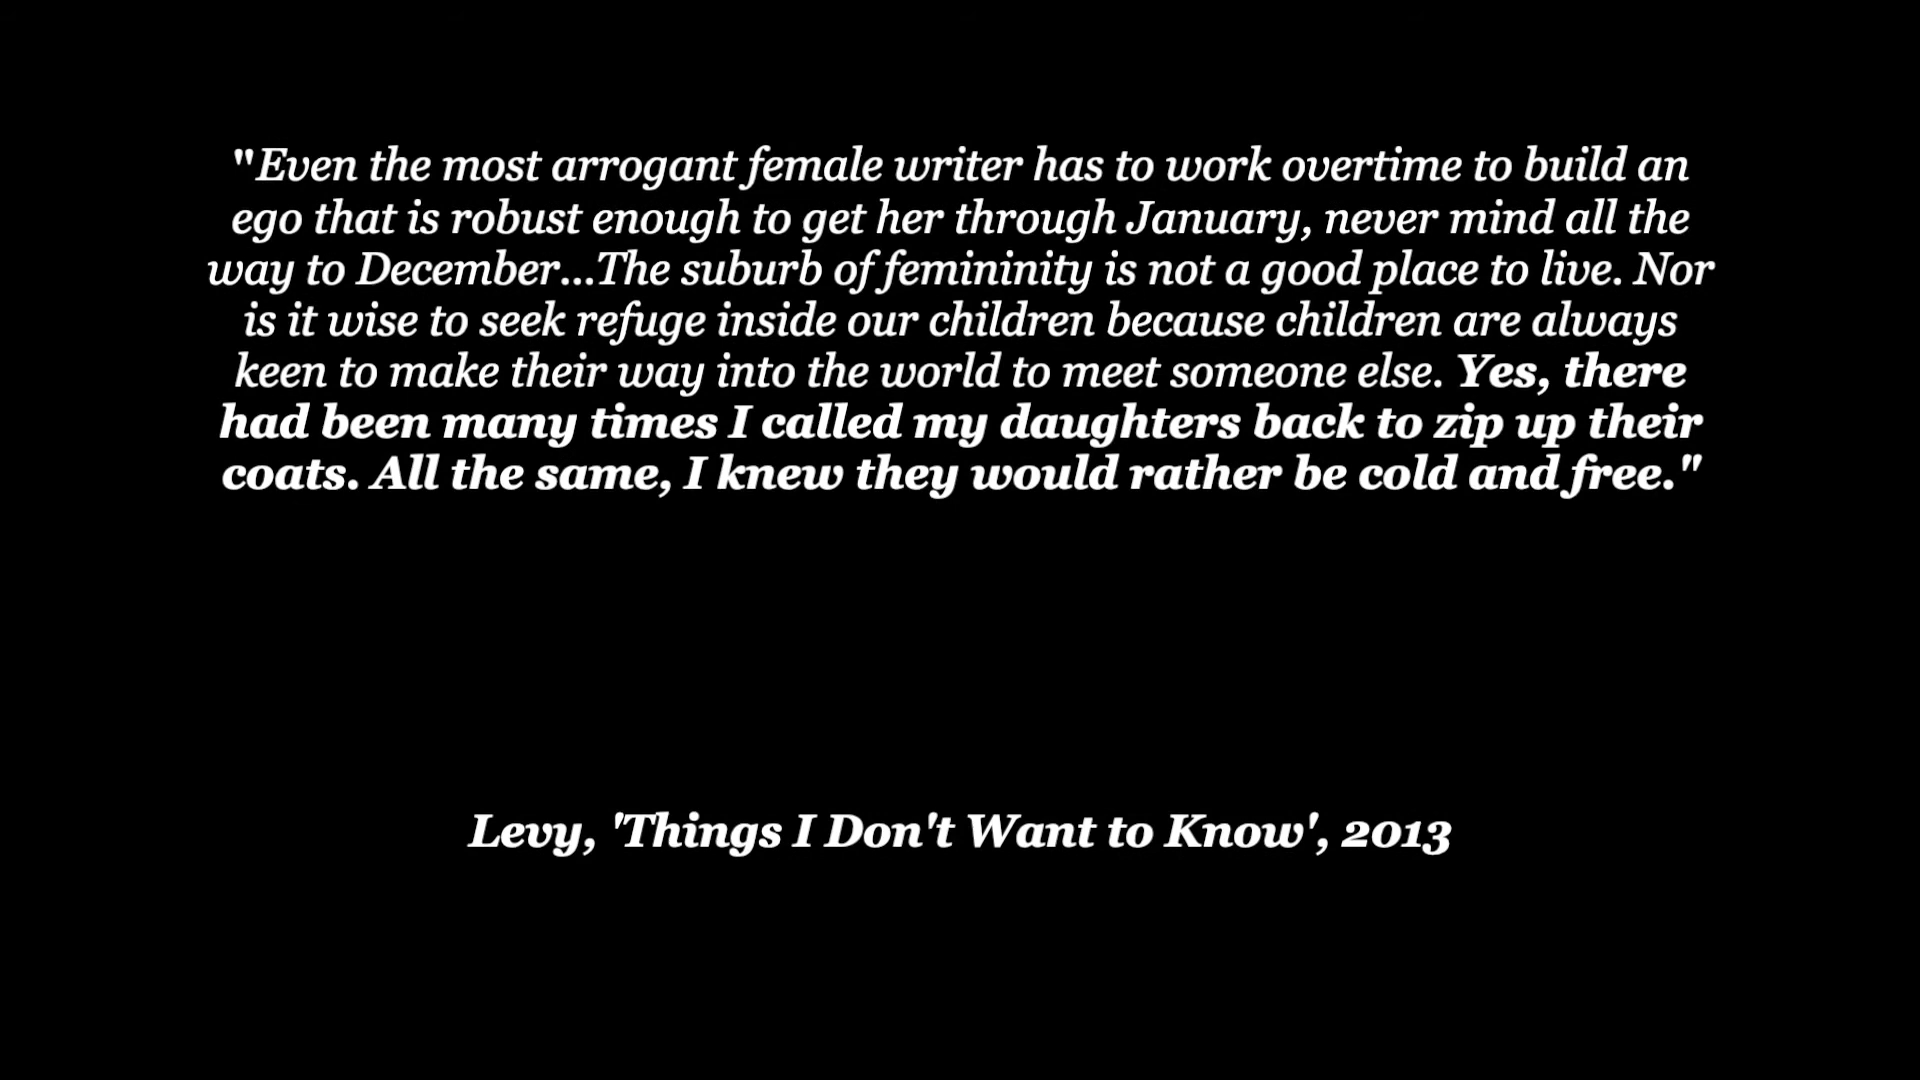 "Even the most arrogant female writer has to work overtime to build an
ego that is robust enough to get her through January, never mind all the
way to December...The suburb of femininity is not a good place to live. Nor
is it wise to seek refuge inside our children because children are always
keen to make their way into the world to meet someone else. Yes, there
had been many times I called my daughters back to zip up their
coats. All the same, I knew they would rather be cold and free."
Levy, 'Things I Don't Want to Know', 2013